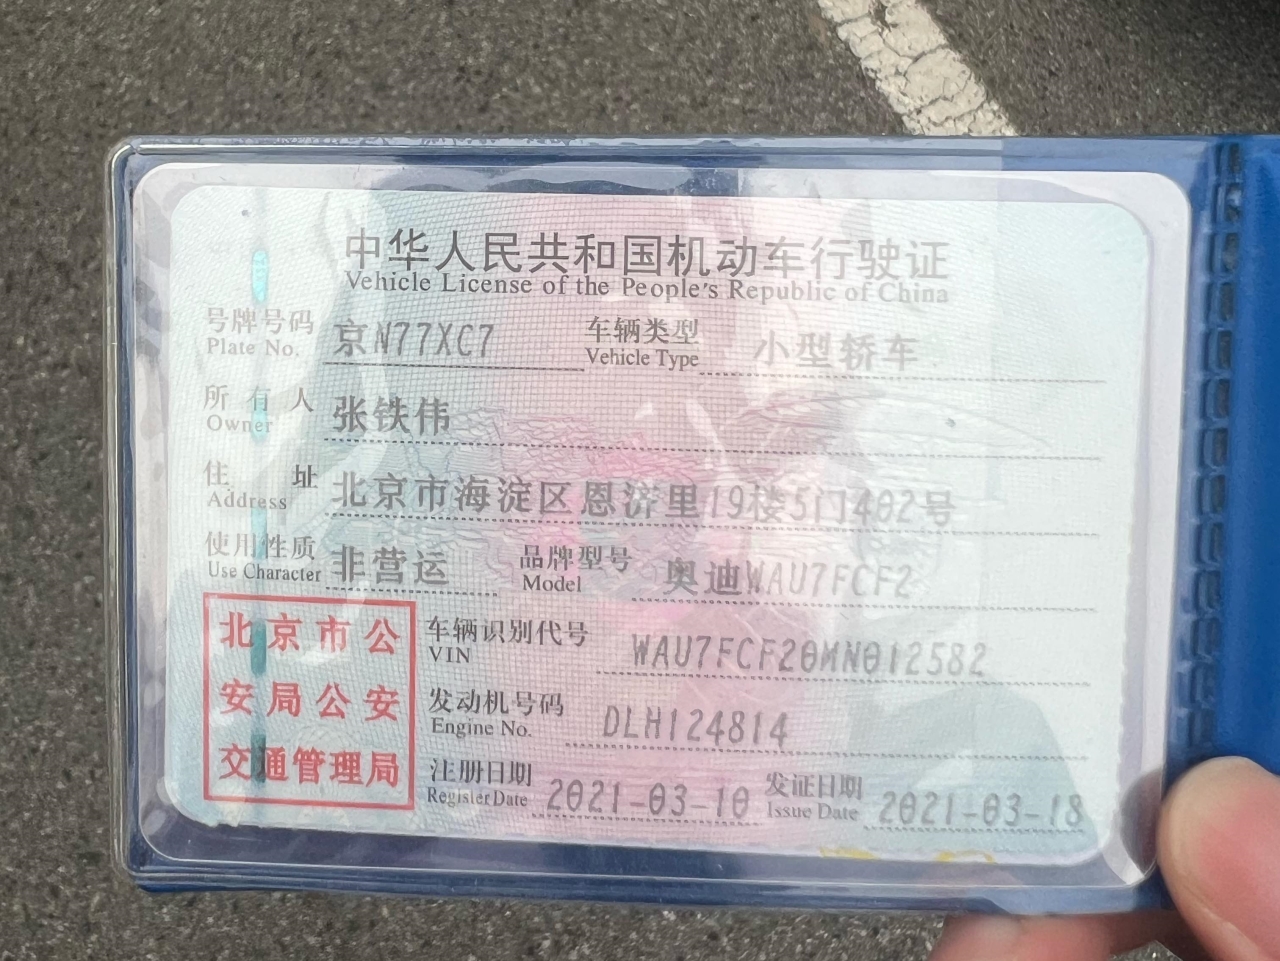 中华人民共和国机动车行驶证
Vehicle License of the People's Republic of China
号牌号码 京N77XC7 车辆类型 小型轿车
Plate No. Vehicle Type
所有人 张铁伟
Owner
住址 北京市海淀区恩济里19楼5门402号
Address
使用性质 非营运 品牌型号 奥迪WAU7FCF2
Use Character Model
北京市公
安局公安
交通管理局
车辆识别代号 WAU7FCF20MN012582
VIN
发动机号码 DLH124814
Engine No.
注册日期 2021-03-10 发证日期 2021-03-18
Register Date Issue Date